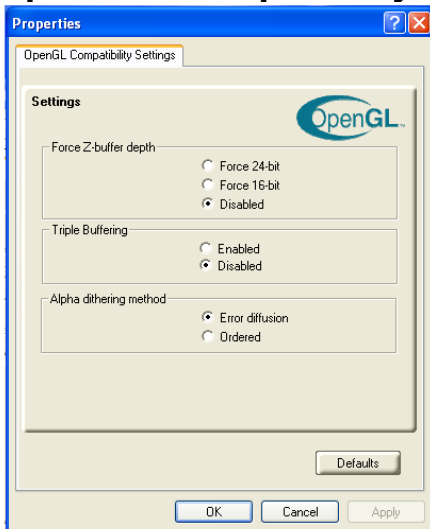 Properties
OpenGL Compatibility Settings
Settings
OpenGL
Force Z-buffer depth
Force 24-bit
Force 16-bit
Disabled
Triple Buffering
Enabled
Disabled
Alpha dithering method
Error diffusion
Ordered
Defaults
OK
Cancel
Apply